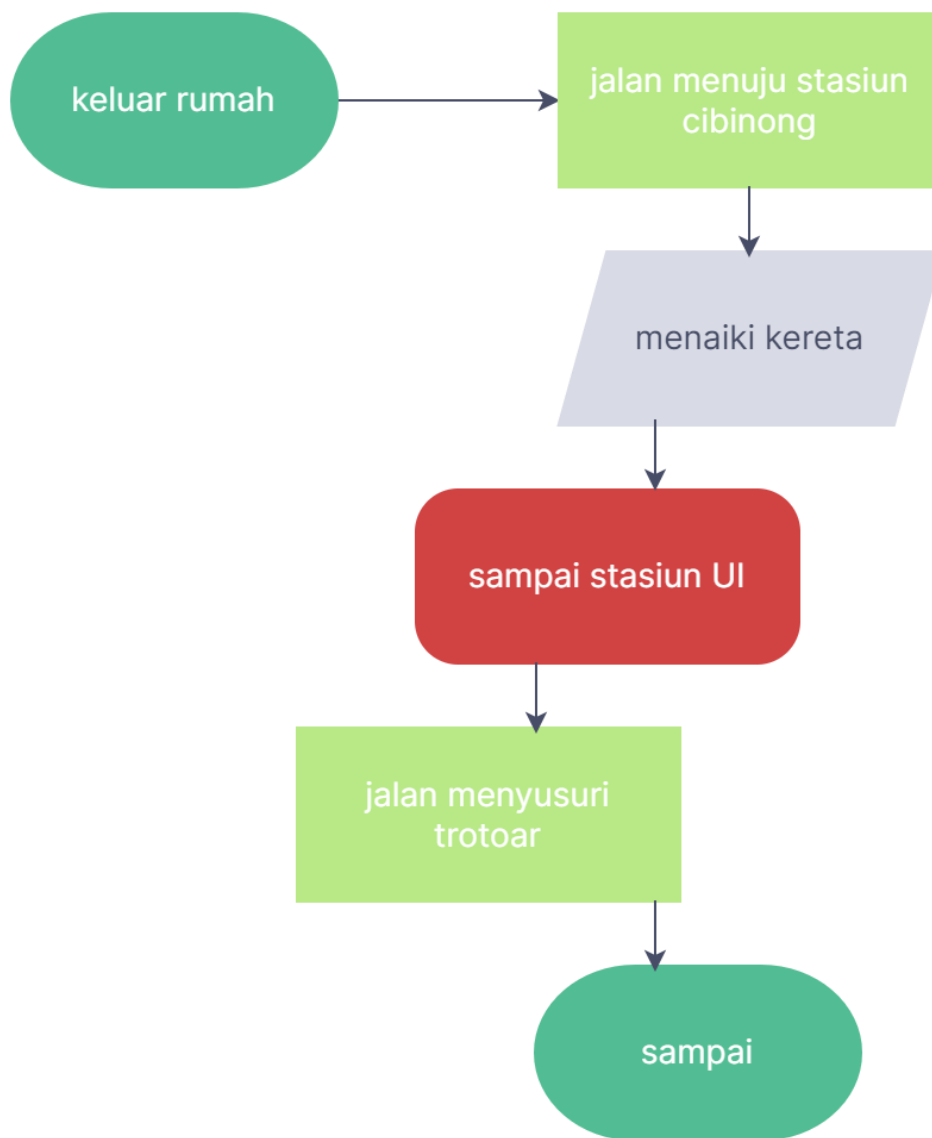 keluar rumah
jalan menuju stasiun
cibinong
menaiki kereta
sampai stasiun UI
jalan menyusuri
trotoar
sampai